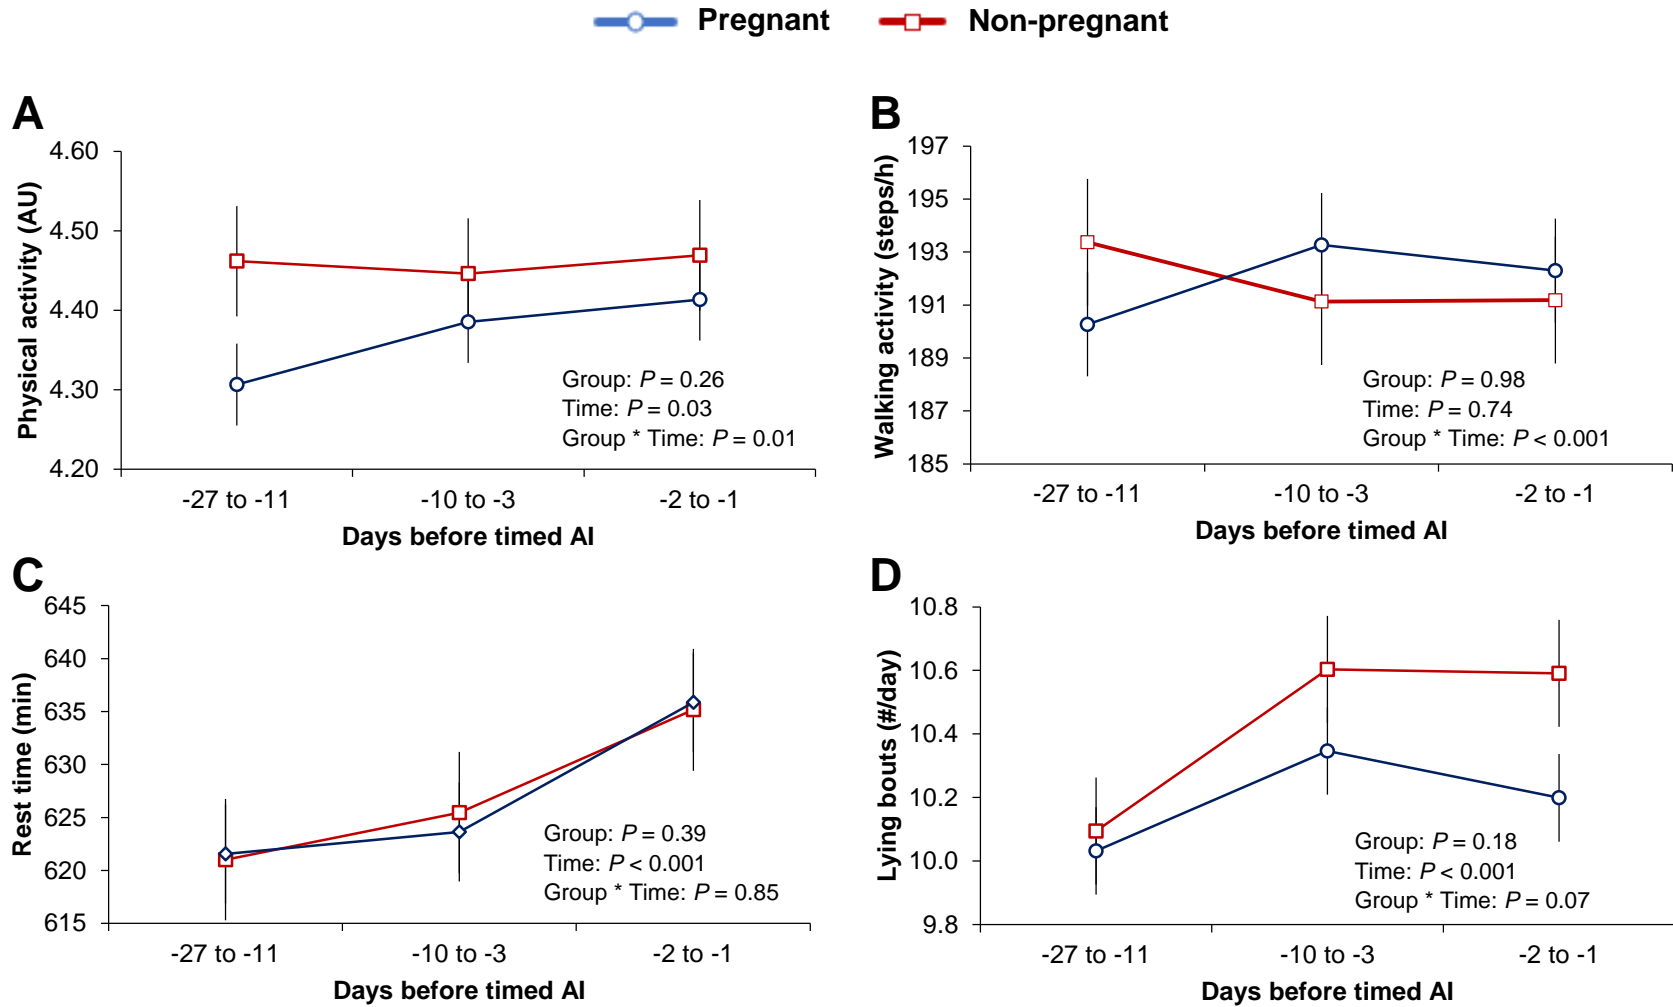 Pregnant Non-pregnant
A
4.60
4.50
4.40
4.30
4.20
Physical activity (AU)
Group: P = 0.26
Time: P = 0.03
Group * Time: P = 0.01
-27 to -11 -10 to -3 -2 to -1
Days before timed AI
B
197
195
193
191
189
187
185
Walking activity (steps/h)
Group: P = 0.98
Time: P = 0.74
Group * Time: P < 0.001
-27 to -11 -10 to -3 -2 to -1
Days before timed AI
C
645
640
635
630
625
620
615
Rest time (min)
Group: P = 0.39
Time: P < 0.001
Group * Time: P = 0.85
-27 to -11 -10 to -3 -2 to -1
Days before timed AI
D
10.8
10.6
10.4
10.2
10.0
9.8
Lying bouts (#/day)
Group: P = 0.18
Time: P < 0.001
Group * Time: P = 0.07
-27 to -11 -10 to -3 -2 to -1
Days before timed AI